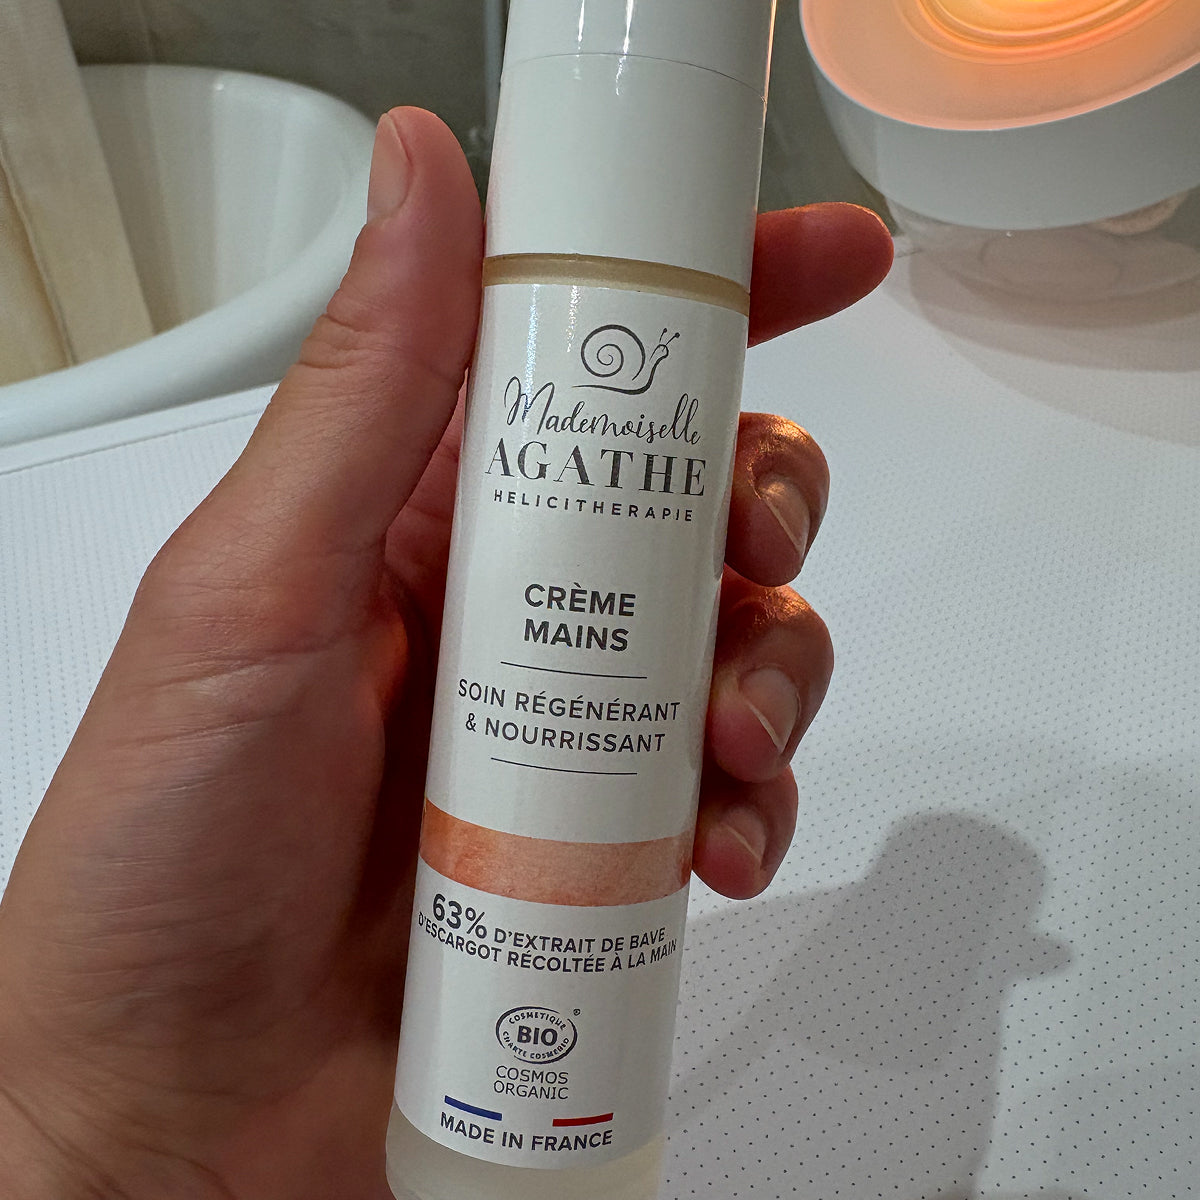 Mademoiselle
AGATHE
HELICITHERAPIE
CRÈME
MAINS
SOIN RÉGÉNÉRANT
& NOURRISSANT
63% D'EXTRAIT DE BAVE
D'ESCARGOT RÉCOLTÉE À LA MAIN
COSMETIQUE
®
BIO
CHARTE COSMEBIO
COSMOS
ORGANIC
MADE IN FRANCE